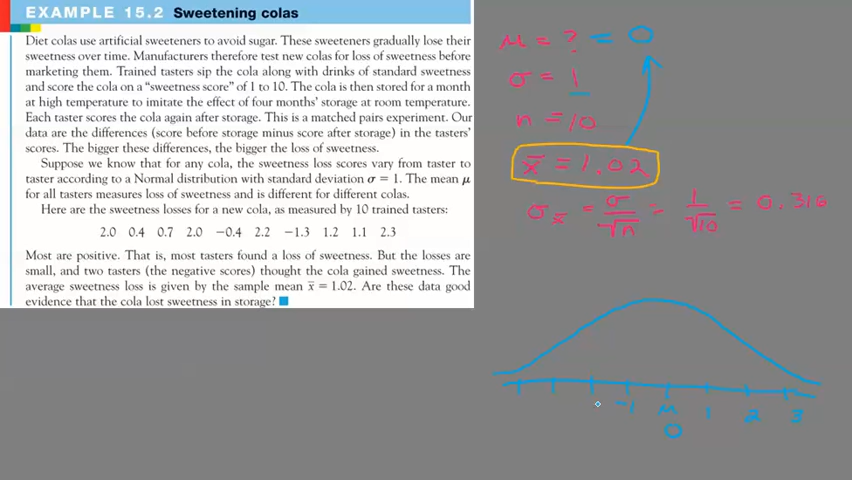 EXAMPLE 15.2 Sweetening colas
Diet colas use artificial sweeteners to avoid sugar. These sweeteners gradually lose their
sweetness over time. Manufacturers therefore test new colas for loss of sweetness before
marketing them. Trained tasters sip the cola along with drinks of standard sweetness
and score the cola on a "sweetness score" of 1 to 10. The cola is then stored for a month
at high temperature to imitate the effect of four months' storage at room temperature.
Each taster scores the cola again after storage. This is a matched pairs experiment. Our
data are the differences (score before storage minus score after storage) in the tasters'
scores. The bigger these differences, the bigger the loss of sweetness.
Suppose we know that for any cola, the sweetness loss scores vary from taster to
taster according to a Normal distribution with standard deviation σ = 1. The mean μ
for all tasters measures loss of sweetness and is different for different colas.
Here are the sweetness losses for a new cola, as measured by 10 trained tasters:
2.0 0.4 0.7 2.0 −0.4 2.2 −1.3 1.2 1.1 2.3
Most are positive. That is, most tasters found a loss of sweetness. But the losses are
small, and two tasters (the negative scores) thought the cola gained sweetness. The
average sweetness loss is given by the sample mean x̄ = 1.02. Are these data good
evidence that the cola lost sweetness in storage?
μ = ? = 0
σ = 1
n = 10
x̄ = 1.02
σx̄ = σ/√n = 1/√10 = 0.316
-1 μ 1 2 3
0